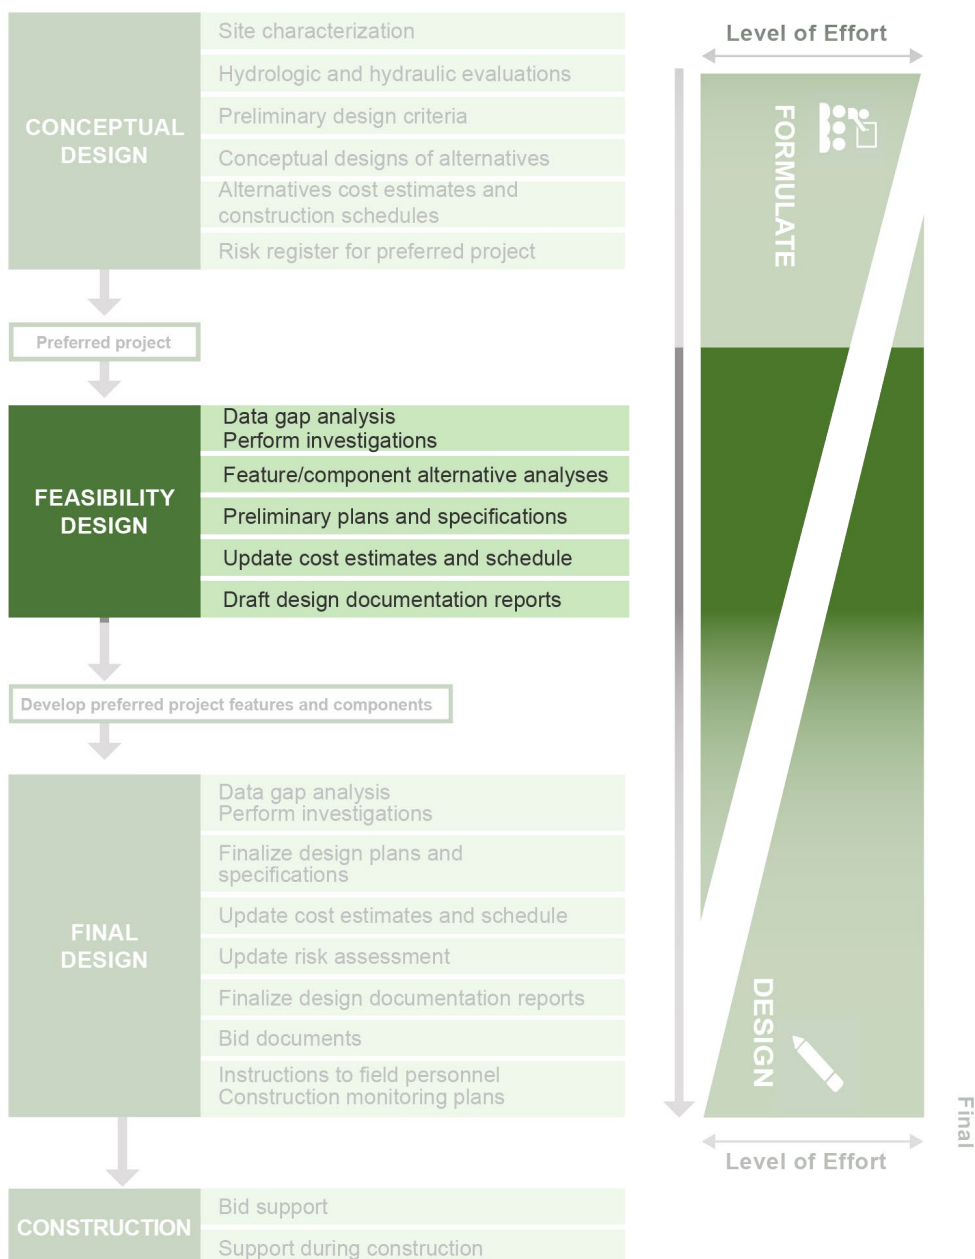 CONCEPTUAL
DESIGN
Site characterization
Hydrologic and hydraulic evaluations
Preliminary design criteria
Conceptual designs of alternatives
Alternatives cost estimates and
construction schedules
Risk register for preferred project
Preferred project
FEASIBILITY
DESIGN
Data gap analysis
Perform investigations
Feature/component alternative analyses
Preliminary plans and specifications
Update cost estimates and schedule
Draft design documentation reports
Develop preferred project features and components
FINAL
DESIGN
Data gap analysis
Perform investigations
Finalize design plans and
specifications
Update cost estimates and schedule
Update risk assessment
Finalize design documentation reports
Bid documents
Instructions to field personnel
Construction monitoring plans
CONSTRUCTION
Bid support
Support during construction
Level of Effort
FORMULATE
DESIGN
Level of Effort
Final